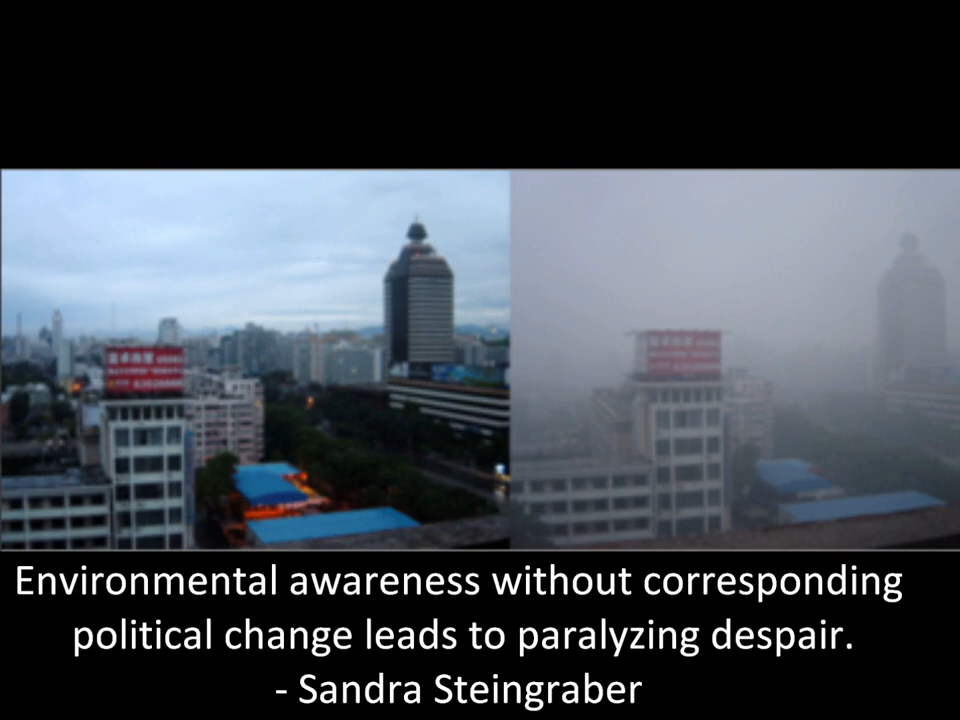 Environmental awareness without corresponding
political change leads to paralyzing despair.
- Sandra Steingraber